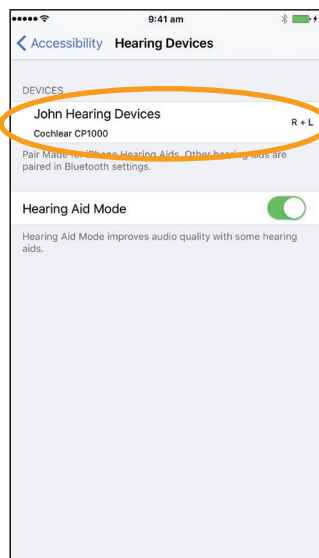 9:41 am
Accessibility Hearing Devices
DEVICES
John Hearing Devices
R + L
Cochlear CP1000
Pair Made for iPhone Hearing Aids. Other hearing aids are
paired in Bluetooth settings.
Hearing Aid Mode
Hearing Aid Mode improves audio quality with some hearing
aids.